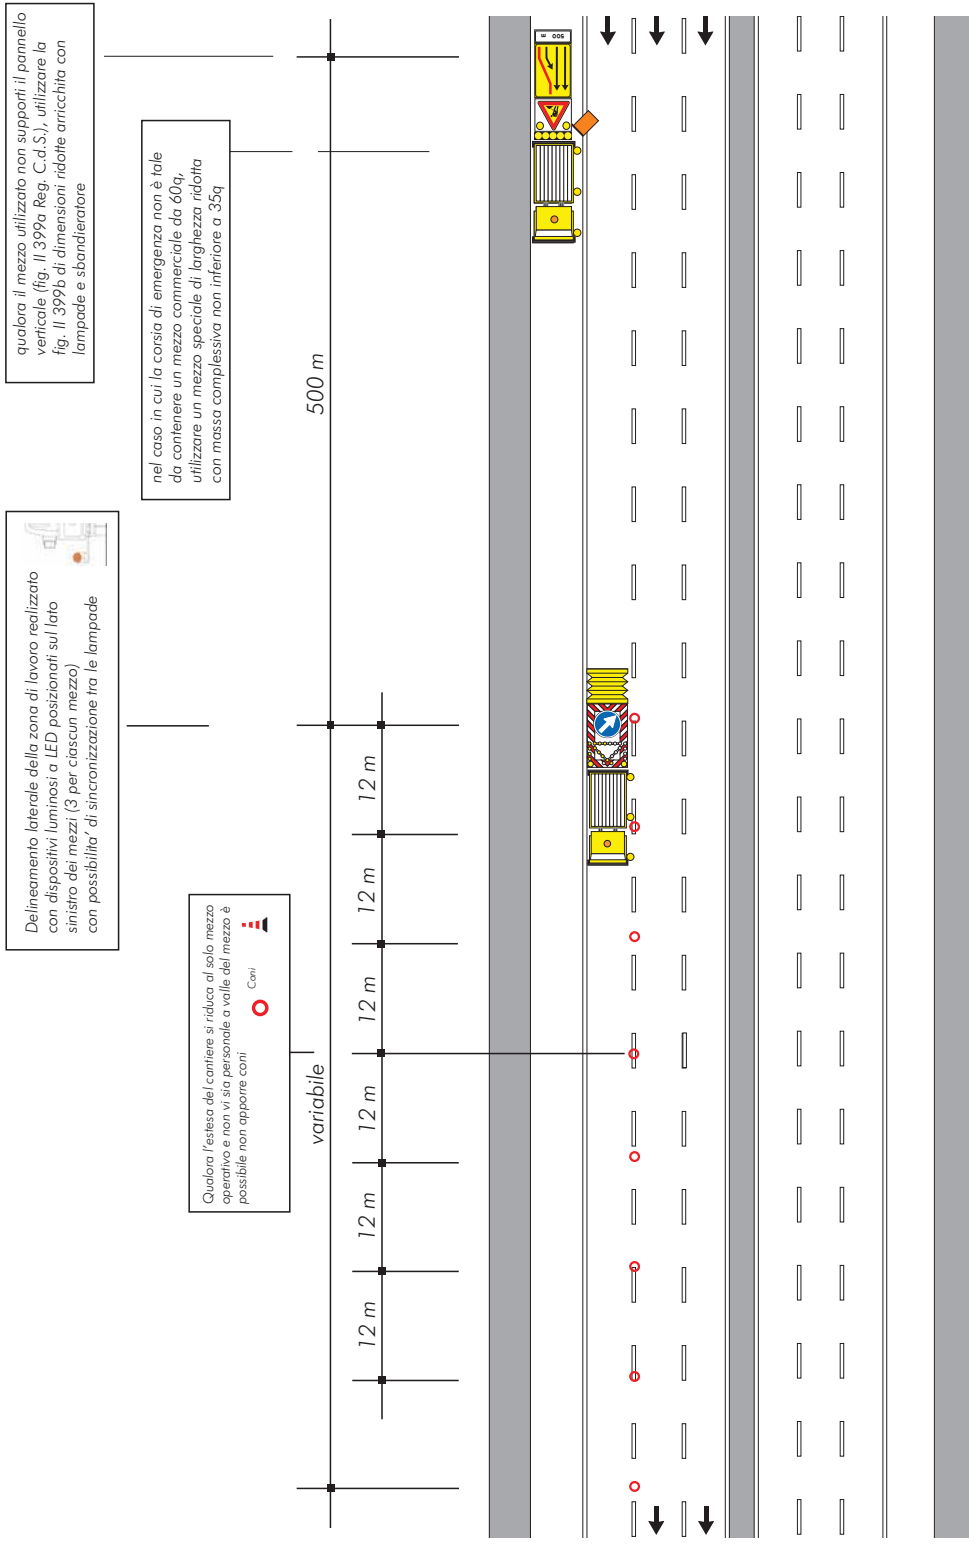 qualora il mezzo utilizzato non supporti il pannello
verticale (fig. II 399a Reg. C.d.S.), utilizzare la
fig. II 399b di dimensioni ridotte arricchita con
lampade e sbandieratore
nel caso in cui la corsia di emergenza non è tale
da contenere un mezzo commerciale da 60q,
utilizzare un mezzo speciale di larghezza ridotta
con massa complessiva non inferiore a 35q
Delineamento laterale della zona di lavoro realizzato
con dispositivi luminosi a LED posizionati sul lato
sinistro dei mezzi (3 per ciascun mezzo)
con possibilita' di sincronizzazione tra le lampade
Qualora l'estesa del cantiere si riduca al solo mezzo
operativo e non vi sia personale a valle del mezzo è
possibile non apporre coni
Coni
500 m
variabile
12 m
12 m
12 m
12 m
12 m
12 m
500
m